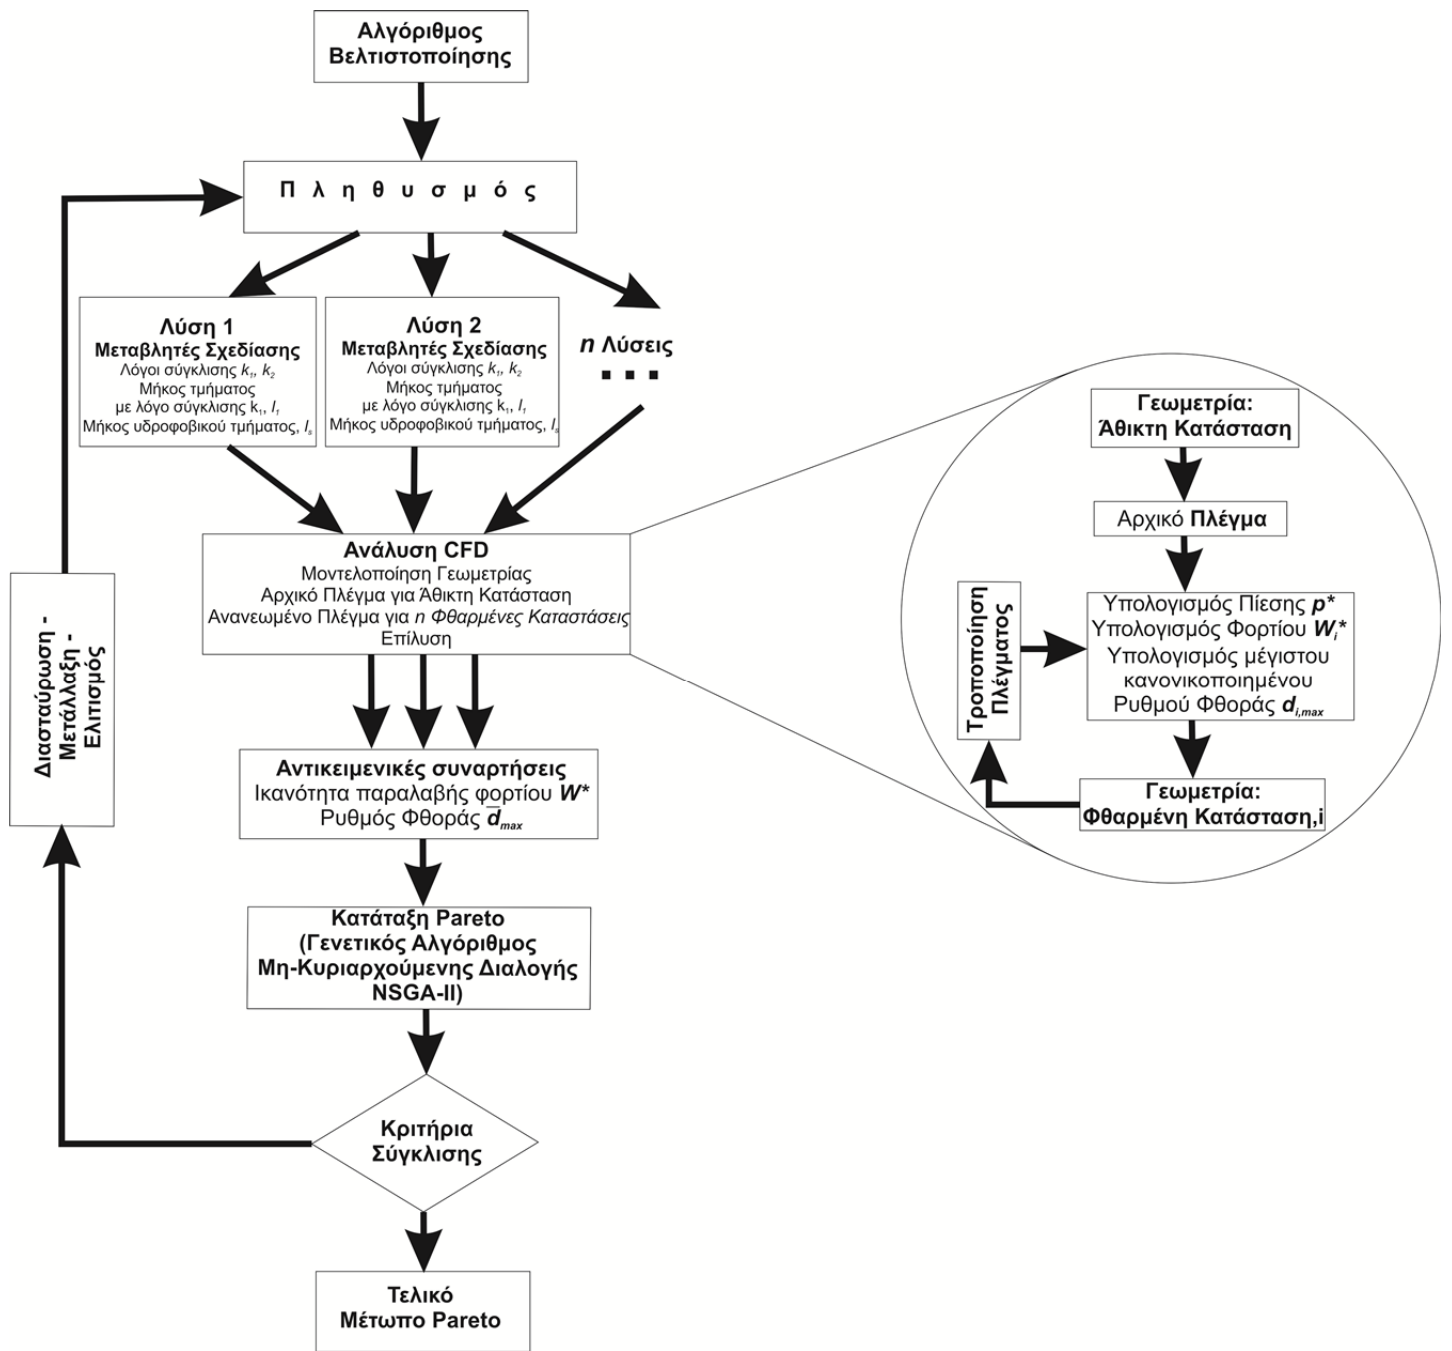 Αλγόριθμος
Βελτιστοποίησης
Π λ η θ υ σ μ ό ς
Λύση 1
Μεταβλητές Σχεδίασης
Λόγοι σύγκλισης k₁, k₂
Μήκος τμήματος
με λόγο σύγκλισης k₁, l₁
Μήκος υδροφοβικού τμήματος, lₛ
Λύση 2
Μεταβλητές Σχεδίασης
Λόγοι σύγκλισης k₁, k₂
Μήκος τμήματος
με λόγο σύγκλισης k₁, l₁
Μήκος υδροφοβικού τμήματος, lₛ
n Λύσεις
...
Ανάλυση CFD
Μοντελοποίηση Γεωμετρίας
Αρχικό Πλέγμα για Άθικτη Κατάσταση
Ανανεωμένο Πλέγμα για n Φθαρμένες Καταστάσεις
Επίλυση
Αντικειμενικές συναρτήσεις
Ικανότητα παραλαβής φορτίου W*
Ρυθμός Φθοράς d̅max
Κατάταξη Pareto
(Γενετικός Αλγόριθμος
Μη-Κυριαρχούμενης Διαλογής
NSGA-II)
Κριτήρια
Σύγκλισης
Τελικό
Μέτωπο Pareto
Διασταύρωση -
Μετάλλαξη -
Ελιτισμός
Γεωμετρία:
Άθικτη Κατάσταση
Αρχικό Πλέγμα
Υπολογισμός Πίεσης p*
Υπολογισμός Φορτίου Wᵢ*
Υπολογισμός μέγιστου
κανονικοποιημένου
Ρυθμού Φθοράς di,max
Γεωμετρία:
Φθαρμένη Κατάσταση,i
Τροποποίηση
Πλέγματος